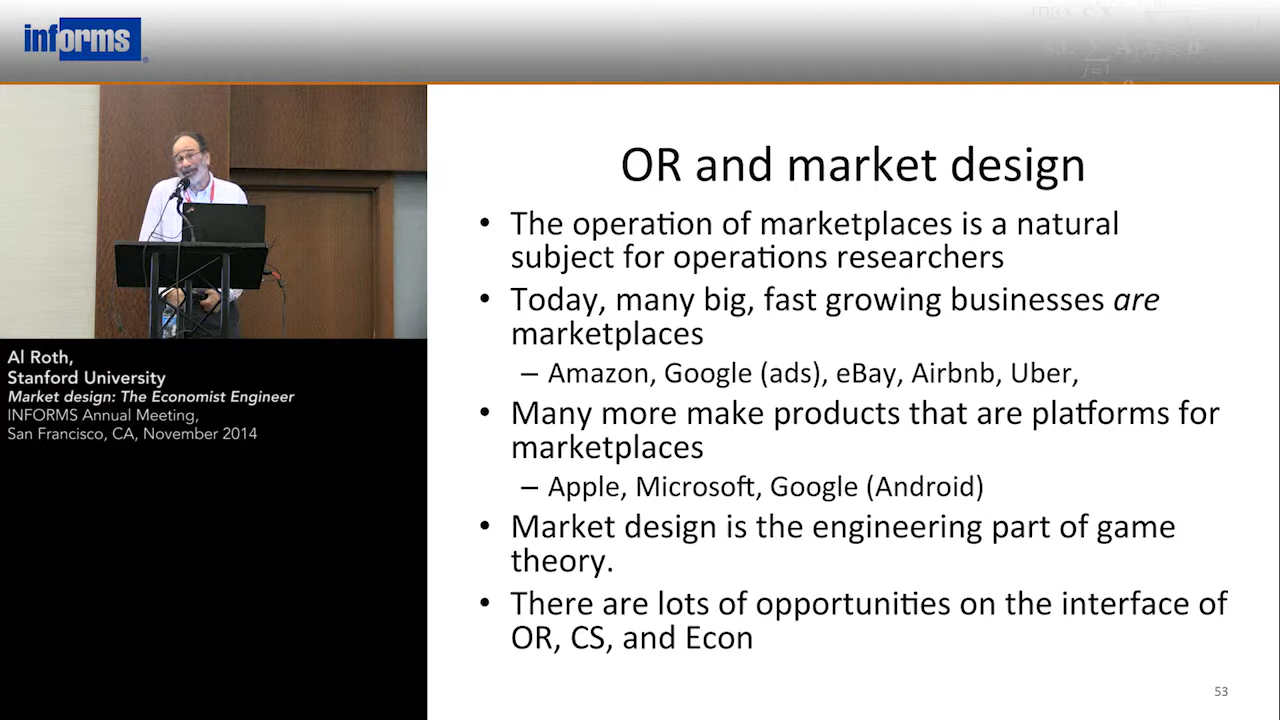 informs
Al Roth,
Stanford University
Market design: The Economist Engineer
INFORMS Annual Meeting,
San Francisco, CA, November 2014
OR and market design
• The operation of marketplaces is a natural
subject for operations researchers
• Today, many big, fast growing businesses are
marketplaces
– Amazon, Google (ads), eBay, Airbnb, Uber,
• Many more make products that are platforms for
marketplaces
– Apple, Microsoft, Google (Android)
• Market design is the engineering part of game
theory.
• There are lots of opportunities on the interface of
OR, CS, and Econ
53